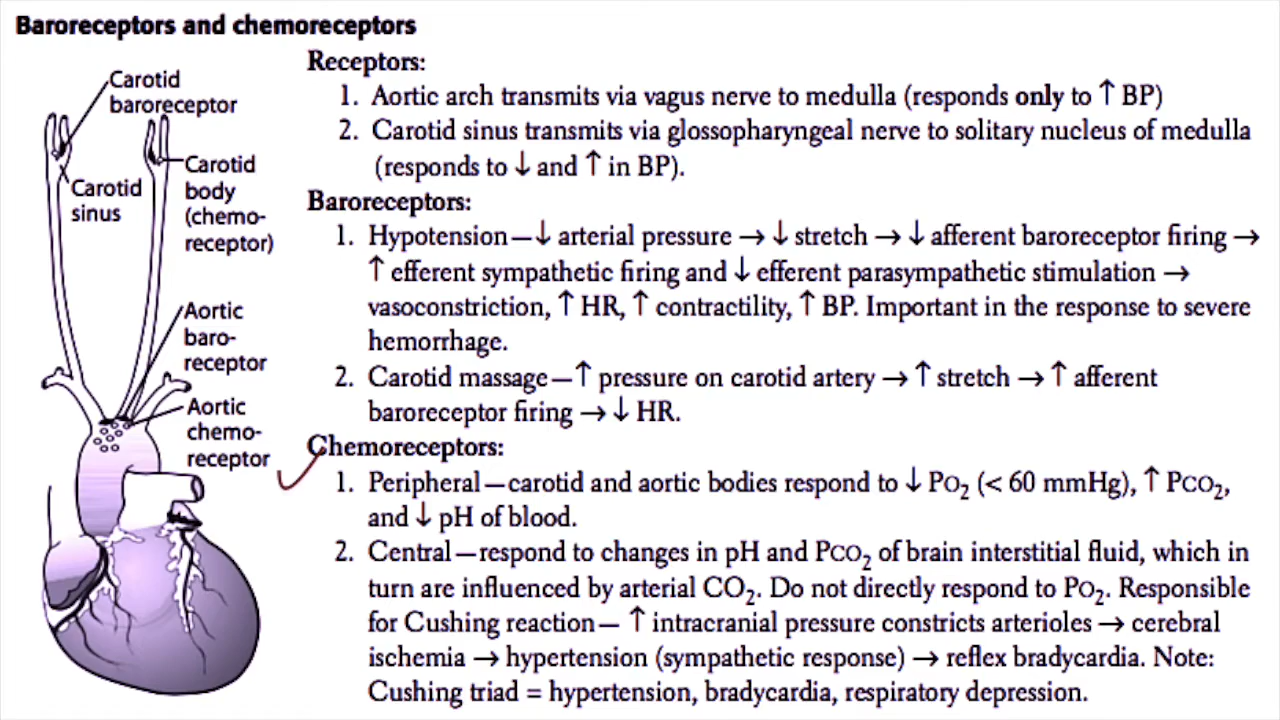 Baroreceptors and chemoreceptors
Carotid
baroreceptor
Carotid
sinus
Carotid
body
(chemo-
receptor)
Aortic
baro-
receptor
Aortic
chemo-
receptor
Receptors:
1. Aortic arch transmits via vagus nerve to medulla (responds only to ↑ BP)
2. Carotid sinus transmits via glossopharyngeal nerve to solitary nucleus of medulla
(responds to ↓ and ↑ in BP).
Baroreceptors:
1. Hypotension—↓ arterial pressure → ↓ stretch → ↓ afferent baroreceptor firing →
↑ efferent sympathetic firing and ↓ efferent parasympathetic stimulation →
vasoconstriction, ↑ HR, ↑ contractility, ↑ BP. Important in the response to severe
hemorrhage.
2. Carotid massage—↑ pressure on carotid artery → ↑ stretch → ↑ afferent
baroreceptor firing → ↓ HR.
Chemoreceptors:
1. Peripheral—carotid and aortic bodies respond to ↓ PO₂ (< 60 mmHg), ↑ PCO₂,
and ↓ pH of blood.
2. Central—respond to changes in pH and PCO₂ of brain interstitial fluid, which in
turn are influenced by arterial CO₂. Do not directly respond to PO₂. Responsible
for Cushing reaction— ↑ intracranial pressure constricts arterioles → cerebral
ischemia → hypertension (sympathetic response) → reflex bradycardia. Note:
Cushing triad = hypertension, bradycardia, respiratory depression.